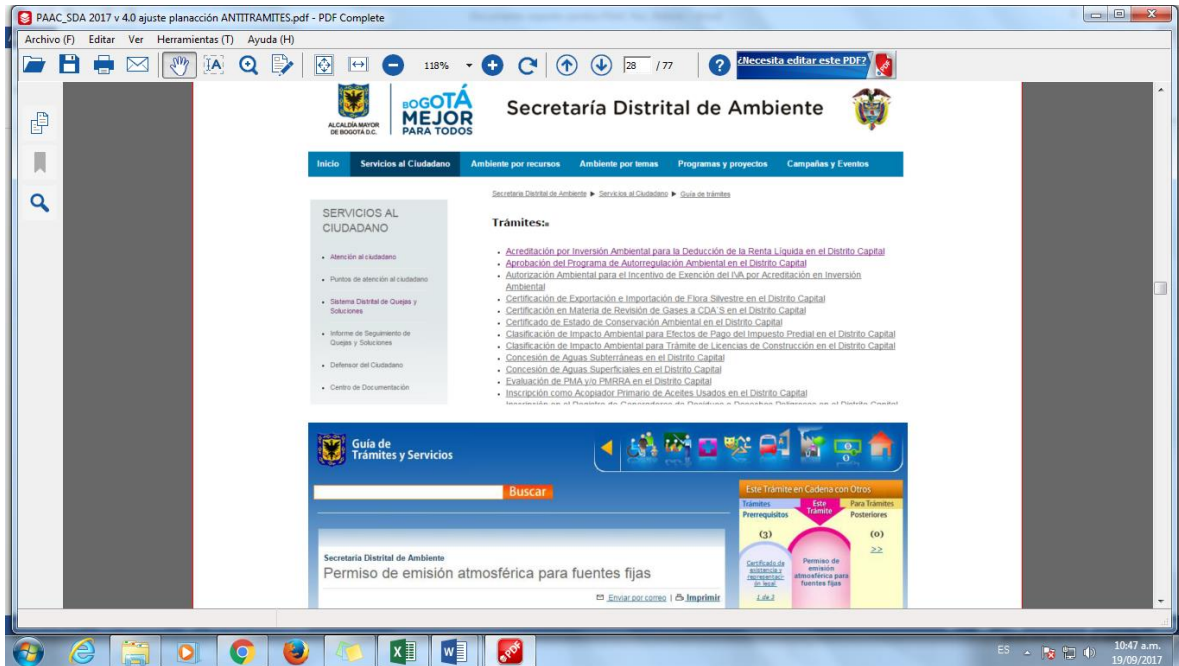 PAAC_SDA 2017 v 4.0 ajuste planacción ANTITRAMITES.pdf - PDF Complete
Archivo (F) Editar Ver Herramientas (T) Ayuda (H)
118% 28 / 77 ¿Necesita editar este PDF?
ALCALDÍA MAYOR
DE BOGOTÁ D.C.
BOGOTÁ
MEJOR
PARA TODOS
Secretaría Distrital de Ambiente
Inicio Servicios al Ciudadano Ambiente por recursos Ambiente por temas Programas y proyectos Campañas y Eventos
Secretaría Distrital de Ambiente Servicios al Ciudadano Guía de trámites
SERVICIOS AL
CIUDADANO
Atención al ciudadano
Puntos de atención al ciudadano
Sistema Distrital de Quejas y
Soluciones
Informe de Seguimiento de
Quejas y Soluciones
Defensor del Ciudadano
Centro de Documentación
Trámites:
Acreditación por Inversión Ambiental para la Deducción de la Renta Líquida en el Distrito Capital
Aprobación del Programa de Autorregulación Ambiental en el Distrito Capital
Autorización Ambiental para el Incentivo de Exención del IVA por Acreditación en Inversión
Ambiental
Certificación de Exportación e Importación de Flora Silvestre en el Distrito Capital
Certificación en Materia de Revisión de Gases a CDA'S en el Distrito Capital
Certificado de Estado de Conservación Ambiental en el Distrito Capital
Clasificación de Impacto Ambiental para Efectos de Pago del Impuesto Predial en el Distrito Capital
Clasificación de Impacto Ambiental para Trámite de Licencias de Construcción en el Distrito Capital
Concesión de Aguas Subterráneas en el Distrito Capital
Concesión de Aguas Superficiales en el Distrito Capital
Evaluación de PMA y/o PMRRA en el Distrito Capital
Inscripción como Acopiador Primario de Aceites Usados en el Distrito Capital
Guía de
Trámites y Servicios
Buscar
Secretaría Distrital de Ambiente
Permiso de emisión atmosférica para fuentes fijas
Enviar por correo | Imprimir
Este Trámite en Cadena con Otros
Trámites
Prerrequisitos
Este
Trámite
Para Trámites
Posteriores
(3)
(0)
>>
Certificado de
existencia y
representaci-
ón legal
1 de 3
Permiso de
emisión
atmosférica para
fuentes fijas
ES
10:47 a.m.
19/09/2017